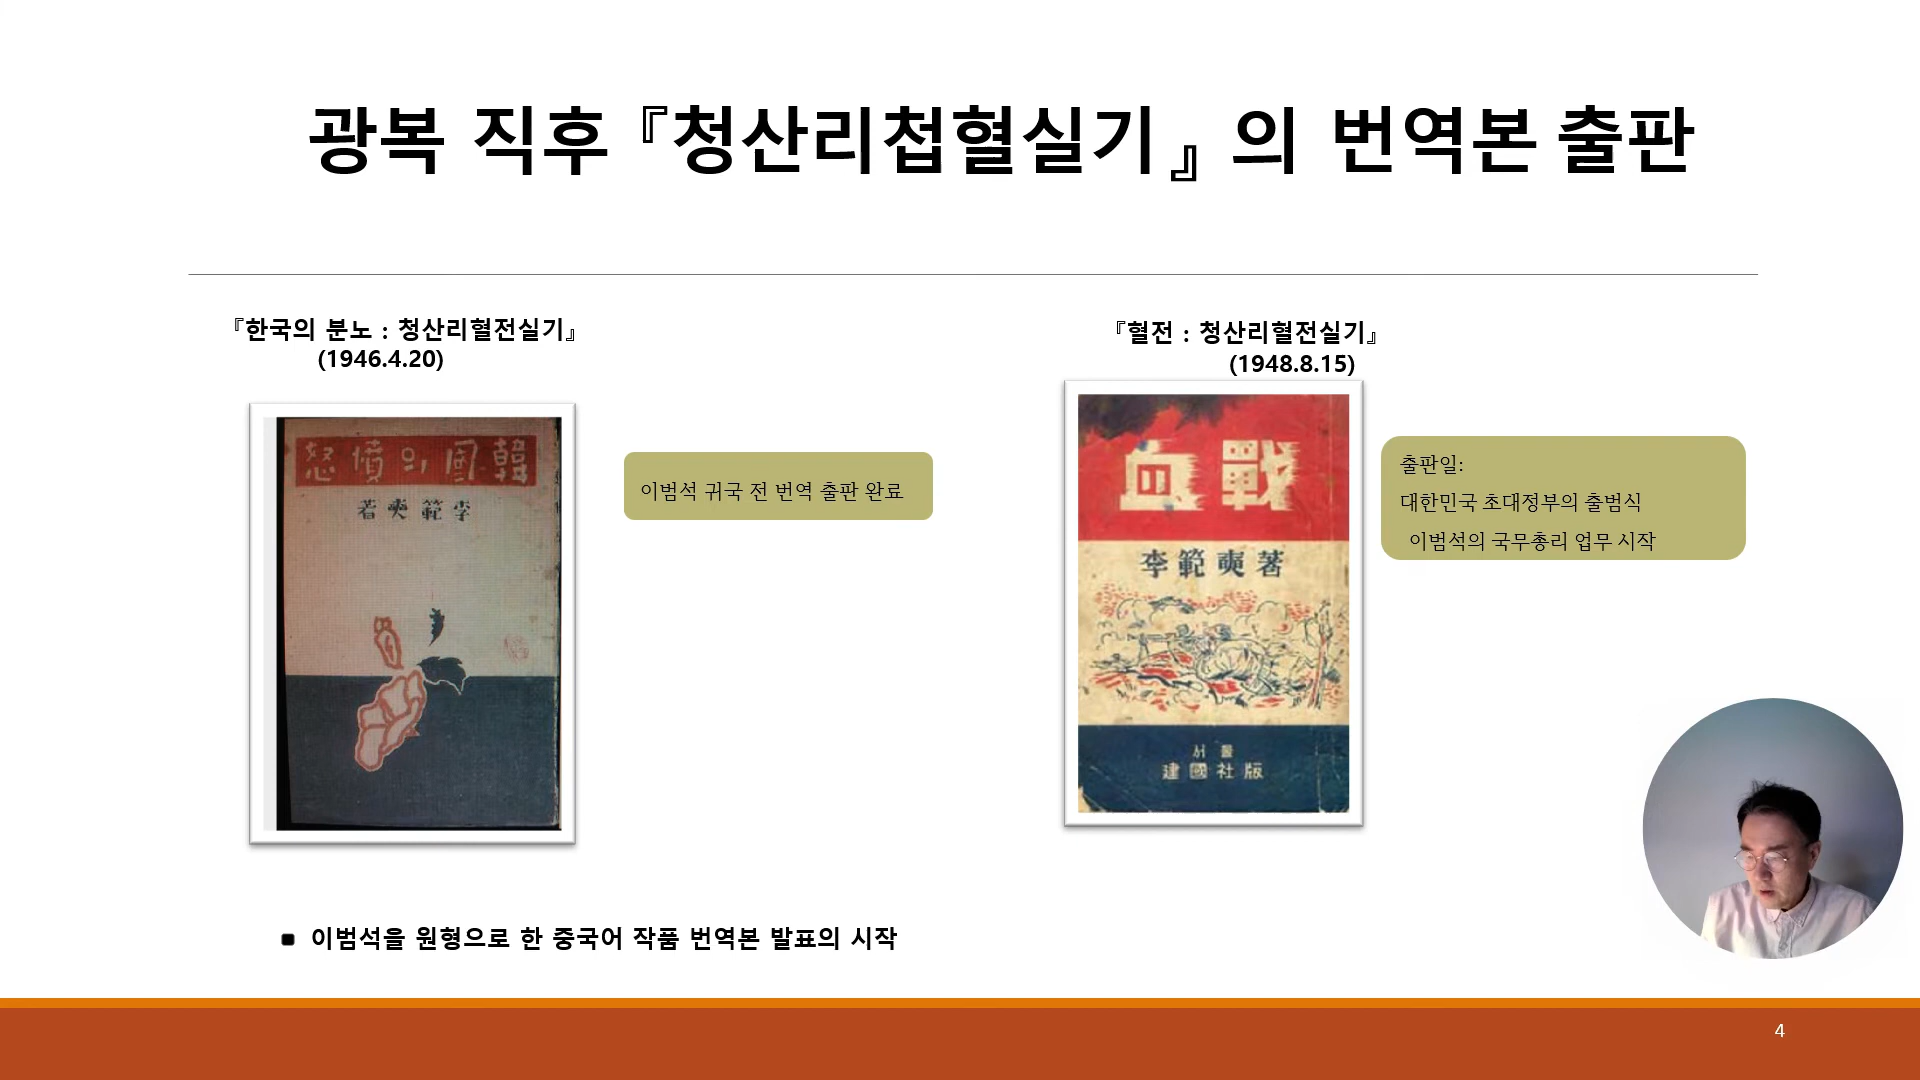 광복 직후『청산리첩혈실기』의 번역본 출판
『한국의 분노 : 청산리혈전실기』
(1946.4.20)
韓國의憤怒
李範奭著
이범석 귀국 전 번역 출판 완료
『혈전 : 청산리혈전실기』
(1948.8.15)
血戰
李範奭著
서울
建國社版
출판일:
대한민국 초대정부의 출범식
이범석의 국무총리 업무 시작
■ 이범석을 원형으로 한 중국어 작품 번역본 발표의 시작
4